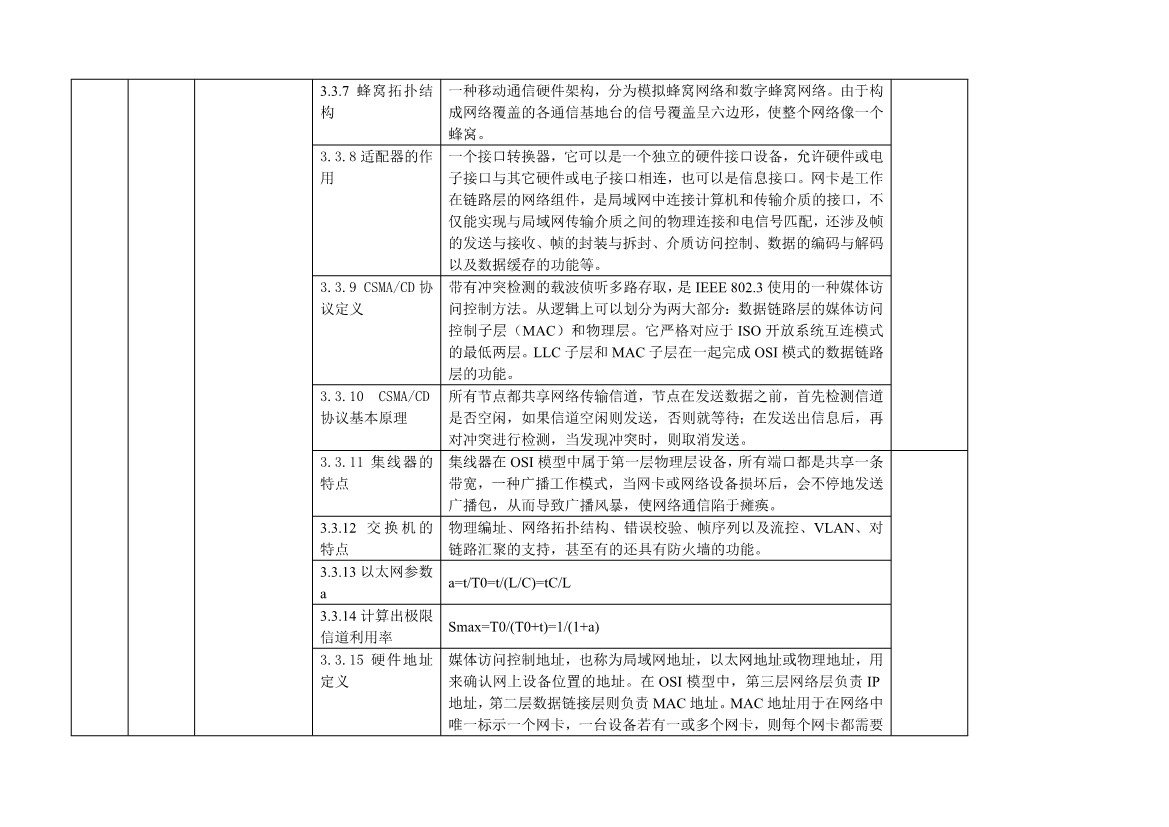 3.3.7 蜂窝拓扑结
构
一种移动通信硬件架构，分为模拟蜂窝网络和数字蜂窝网络。由于构
成网络覆盖的各通信基地台的信号覆盖呈六边形，使整个网络像一个
蜂窝。
3.3.8 适配器的作
用
一个接口转换器，它可以是一个独立的硬件接口设备，允许硬件或电
子接口与其它硬件或电子接口相连，也可以是信息接口。网卡是工作
在链路层的网络组件，是局域网中连接计算机和传输介质的接口，不
仅能实现与局域网传输介质之间的物理连接和电信号匹配，还涉及帧
的发送与接收、帧的封装与拆封、介质访问控制、数据的编码与解码
以及数据缓存的功能等。
3.3.9 CSMA/CD 协
议定义
带有冲突检测的载波侦听多路存取，是 IEEE 802.3 使用的一种媒体访
问控制方法。从逻辑上可以划分为两大部分：数据链路层的媒体访问
控制子层（MAC）和物理层。它严格对应于 ISO 开放系统互连模式
的最低两层。LLC 子层和 MAC 子层在一起完成 OSI 模式的数据链路
层的功能。
3.3.10 CSMA/CD
协议基本原理
所有节点都共享网络传输信道，节点在发送数据之前，首先检测信道
是否空闲，如果信道空闲则发送，否则就等待；在发送出信息后，再
对冲突进行检测，当发现冲突时，则取消发送。
3.3.11 集线器的
特点
集线器在 OSI 模型中属于第一层物理层设备，所有端口都是共享一条
带宽，一种广播工作模式，当网卡或网络设备损坏后，会不停地发送
广播包，从而导致广播风暴，使网络通信陷于瘫痪。
3.3.12 交换机的
特点
物理编址、网络拓扑结构、错误校验、帧序列以及流控、VLAN、对
链路汇聚的支持，甚至有的还具有防火墙的功能。
3.3.13 以太网参数
a
a=t/T0=t/(L/C)=tC/L
3.3.14 计算出极限
信道利用率
Smax=T0/(T0+t)=1/(1+a)
3.3.15 硬件地址
定义
媒体访问控制地址，也称为局域网地址，以太网地址或物理地址，用
来确认网上设备位置的地址。在 OSI 模型中，第三层网络层负责 IP
地址，第二层数据链接层则负责 MAC 地址。MAC 地址用于在网络中
唯一标示一个网卡，一台设备若有一或多个网卡，则每个网卡都需要